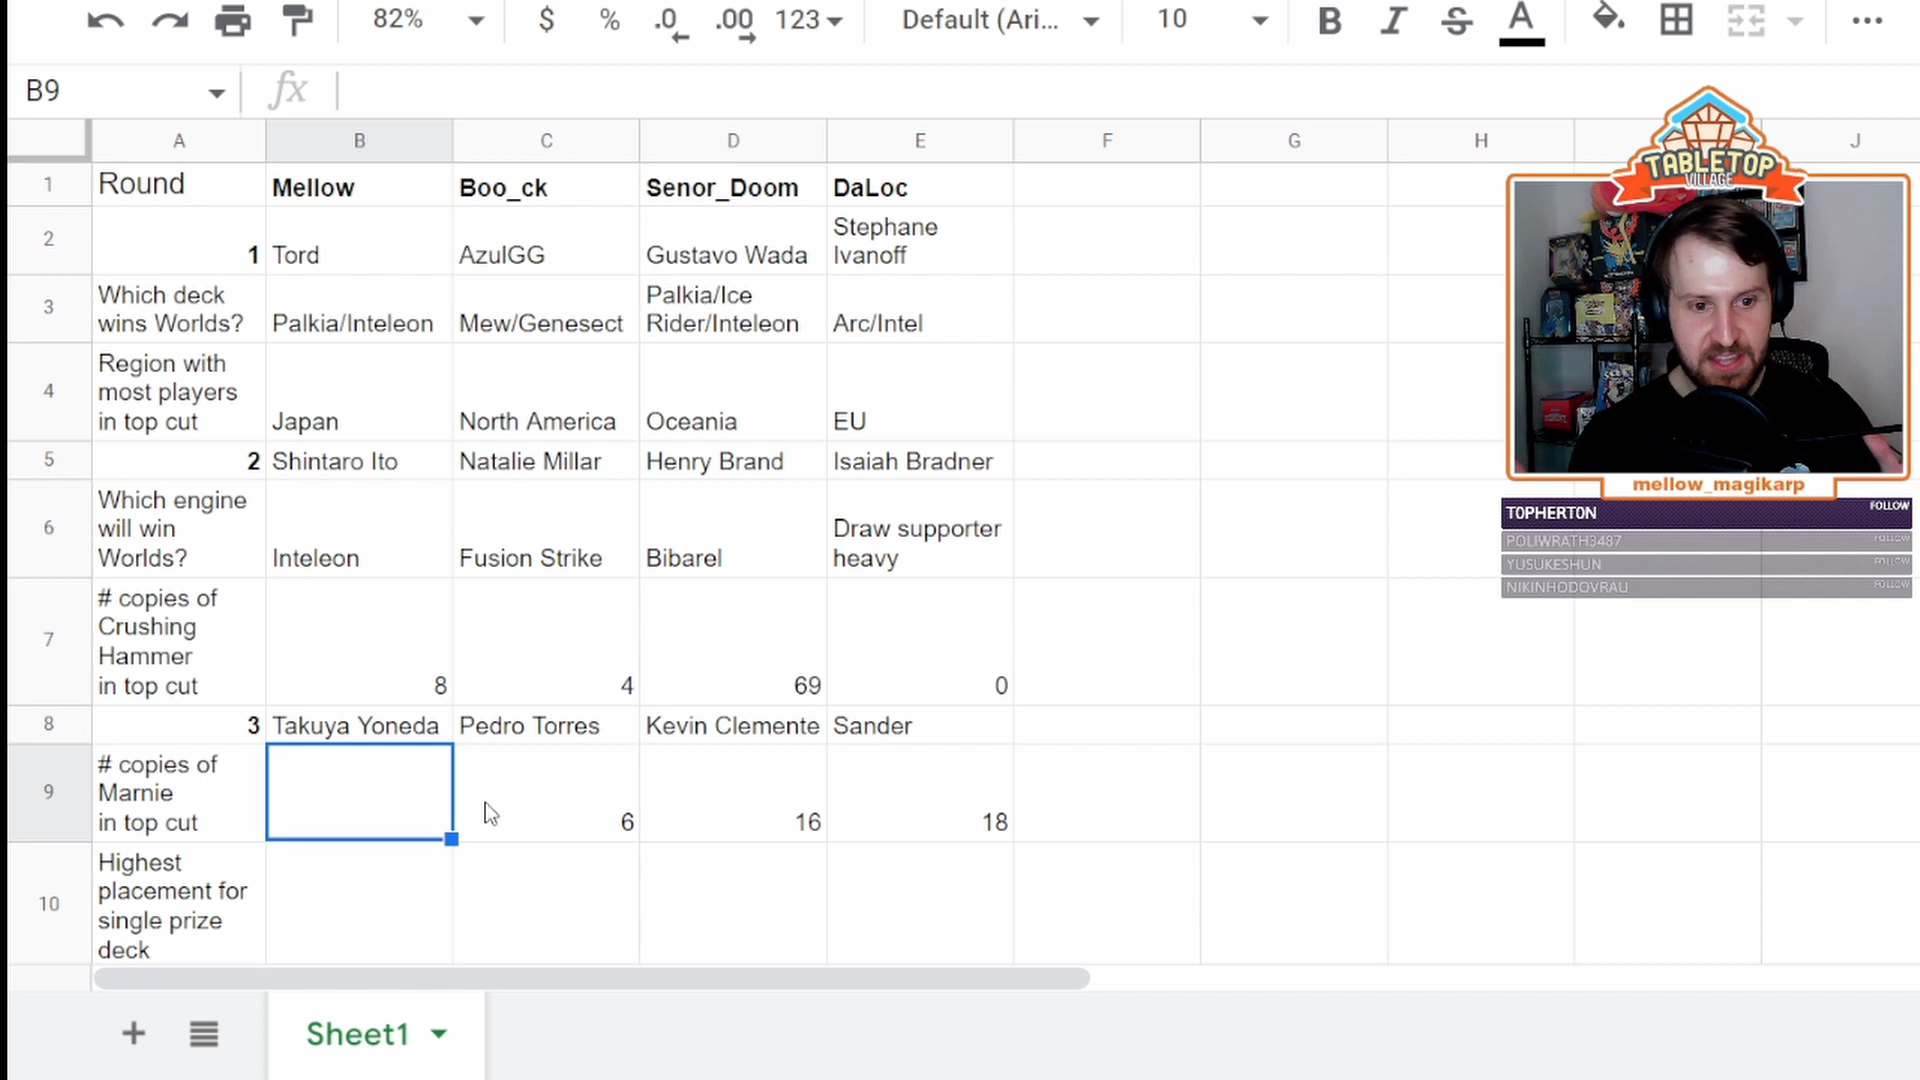 82%
$
%
.0
.00
123
Default (Ari...
10
B
I
S
A
B9
fx
A
B
C
D
E
F
G
H
J
1
Round
Mellow
Boo_ck
Senor_Doom
DaLoc
2
1
Tord
AzulGG
Gustavo Wada
Stephane
Ivanoff
3
Which deck
wins Worlds?
Palkia/Inteleon
Mew/Genesect
Palkia/Ice
Rider/Inteleon
Arc/Intel
4
Region with
most players
in top cut
Japan
North America
Oceania
EU
5
2
Shintaro Ito
Natalie Millar
Henry Brand
Isaiah Bradner
6
Which engine
will win
Worlds?
Inteleon
Fusion Strike
Bibarel
Draw supporter
heavy
7
# copies of
Crushing
Hammer
in top cut
8
4
69
0
8
3
Takuya Yoneda
Pedro Torres
Kevin Clemente
Sander
9
# copies of
Marnie
in top cut
6
16
18
10
Highest
placement for
single prize
deck
Sheet1
TABLETOP
VILLAGE
mellow_magikarp
T0PHERT0N
FOLLOW
POLIWRATH3487
FOLLOW
YUSUKESHUN
FOLLOW
NIKINHODOVRAU
FOLLOW